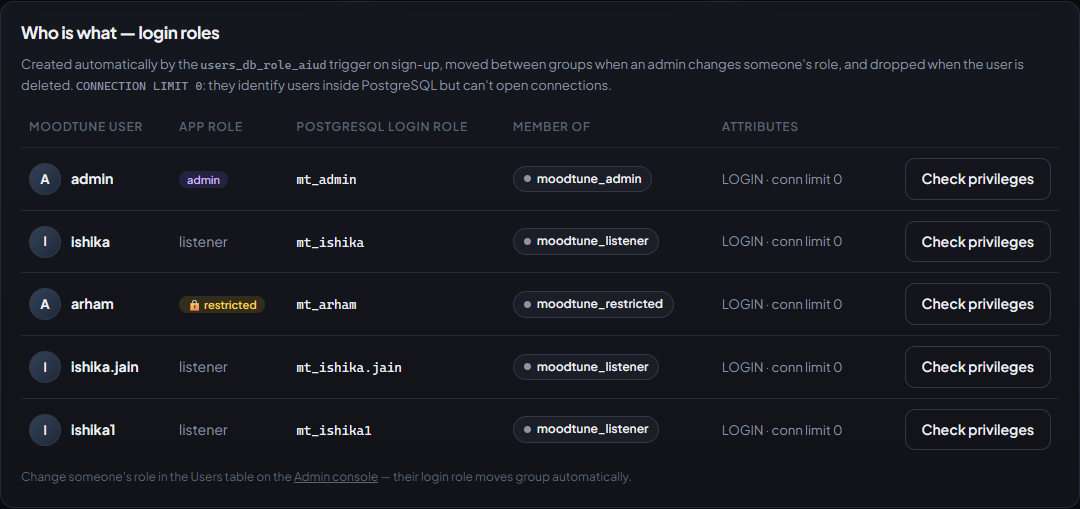 Who is what — login roles
Created automatically by the users_db_role_aiud trigger on sign-up, moved between groups when an admin changes someone's role, and dropped when the user is
deleted. CONNECTION LIMIT 0: they identify users inside PostgreSQL but can't open connections.
MOODTUNE USER APP ROLE POSTGRESQL LOGIN ROLE MEMBER OF ATTRIBUTES
A admin admin mt_admin moodtune_admin LOGIN · conn limit 0 Check privileges
I ishika listener mt_ishika moodtune_listener LOGIN · conn limit 0 Check privileges
A arham 🔒 restricted mt_arham moodtune_restricted LOGIN · conn limit 0 Check privileges
I ishika.jain listener mt_ishika.jain moodtune_listener LOGIN · conn limit 0 Check privileges
I ishika1 listener mt_ishika1 moodtune_listener LOGIN · conn limit 0 Check privileges
Change someone's role in the Users table on the Admin console — their login role moves group automatically.